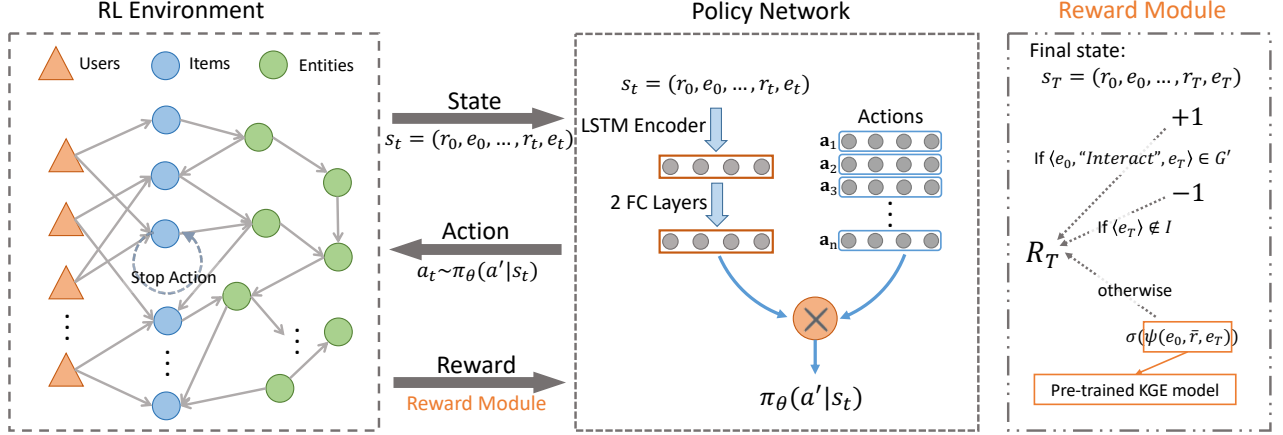 RL Environment
Users
Items
Entities
Stop Action
State
s_t = (r_0, e_0, ..., r_t, e_t)
Action
a_t~π_θ(a'|s_t)
Reward
Reward Module
Policy Network
s_t = (r_0, e_0, ..., r_t, e_t)
LSTM Encoder
2 FC Layers
Actions
a_1
a_2
a_3
a_n
π_θ(a'|s_t)
Reward Module
Final state:
s_T = (r_0, e_0, ..., r_T, e_T)
+1
If ⟨e_0, "Interact", e_T⟩ ∈ G'
−1
If ⟨e_T⟩ ∉ I
R_T
otherwise
σ(ψ(e_0, r̄, e_T))
Pre-trained KGE model